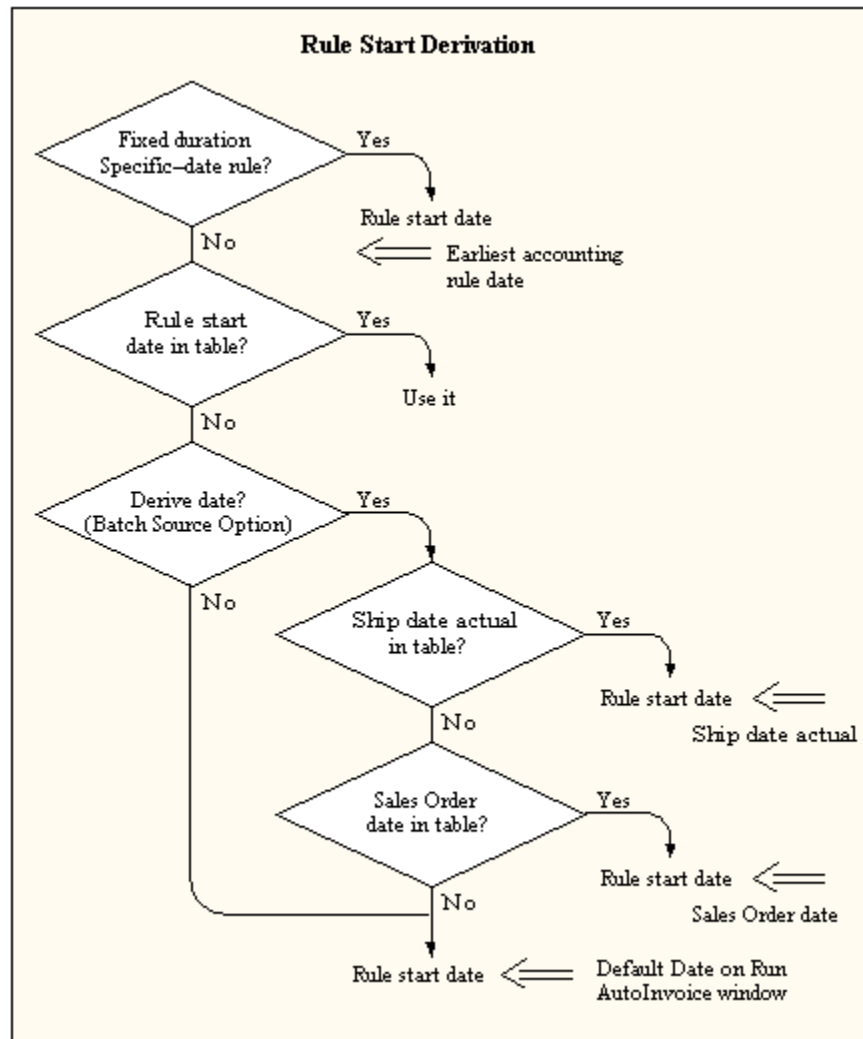 Rule Start Derivation
Fixed duration
Specific-date rule?
Yes
Rule start date
Earliest accounting
rule date
No
Rule start
date in table?
Yes
Use it
No
Derive date?
(Batch Source Option)
Yes
No
Ship date actual
in table?
Yes
Rule start date
Ship date actual
No
Sales Order
date in table?
Yes
Rule start date
Sales Order date
No
Rule start date
Default Date on Run
AutoInvoice window